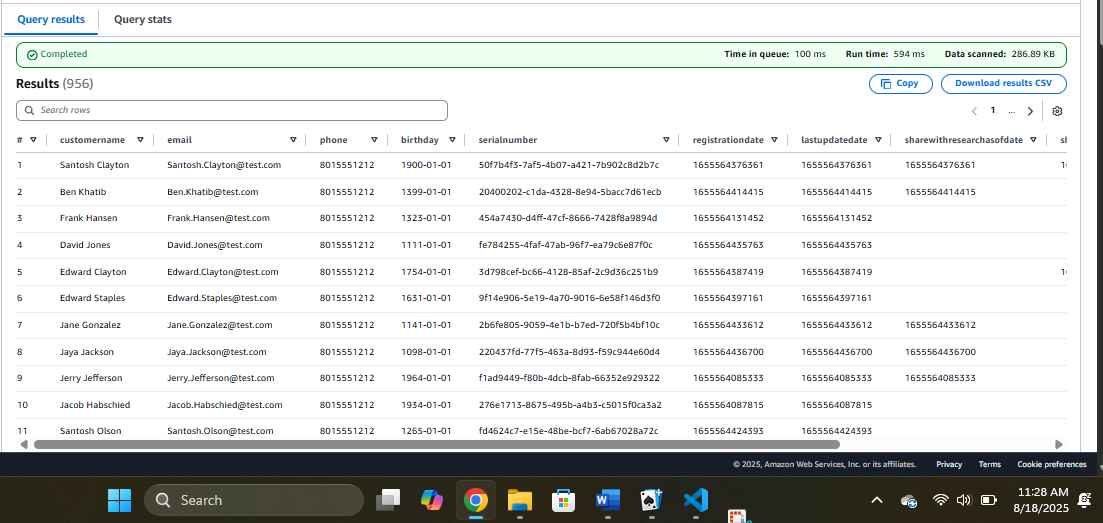 Query results Query stats
Completed Time in queue: 100 ms Run time: 594 ms Data scanned: 286.89 KB
Results (956) Copy Download results CSV
Search rows 1 ...
# customername email phone birthday serialnumber registrationdate lastupdatedate sharewithresearchasofdate
1 Santosh Clayton Santosh.Clayton@test.com 8015551212 1900-01-01 50f7b4f3-7af5-4b07-a421-7b902c8d2b7c 1655564376361 1655564376361 1655564376361
2 Ben Khatib Ben.Khatib@test.com 8015551212 1399-01-01 20400202-c1da-4328-8e94-5bacc7d61ecb 1655564414415 1655564414415 1655564414415
3 Frank Hansen Frank.Hansen@test.com 8015551212 1323-01-01 454a7430-d4ff-47cf-8666-7428f8a9894d 1655564131452 1655564131452
4 David Jones David.Jones@test.com 8015551212 1111-01-01 fe784255-4faf-47ab-96f7-ea79c6e87f0c 1655564435763 1655564435763
5 Edward Clayton Edward.Clayton@test.com 8015551212 1754-01-01 3d798cef-bc66-4128-85af-2c9d36c251b9 1655564387419 1655564387419
6 Edward Staples Edward.Staples@test.com 8015551212 1631-01-01 9f14e906-5e19-4a70-9016-6e58f146d3f0 1655564397161 1655564397161
7 Jane Gonzalez Jane.Gonzalez@test.com 8015551212 1141-01-01 2b6fe805-9059-4e1b-b7ed-720f5b4bf10c 1655564433612 1655564433612 1655564433612
8 Jaya Jackson Jaya.Jackson@test.com 8015551212 1098-01-01 220437fd-77f5-463a-8d93-f59c944e60d4 1655564436700 1655564436700 1655564436700
9 Jerry Jefferson Jerry.Jefferson@test.com 8015551212 1964-01-01 f1ad9449-f80b-4dcb-8fab-66352e929322 1655564085333 1655564085333 1655564085333
10 Jacob Habschied Jacob.Habschied@test.com 8015551212 1934-01-01 276e1713-8675-495b-a4b3-c5015f0ca3a2 1655564087815 1655564087815
11 Santosh Olson Santosh.Olson@test.com 8015551212 1265-01-01 fd4624c7-e15e-48be-bcf7-6ab67028a72c 1655564424393 1655564424393
© 2025, Amazon Web Services, Inc. or its affiliates. Privacy Terms Cookie preferences
Search 11:28 AM
8/18/2025